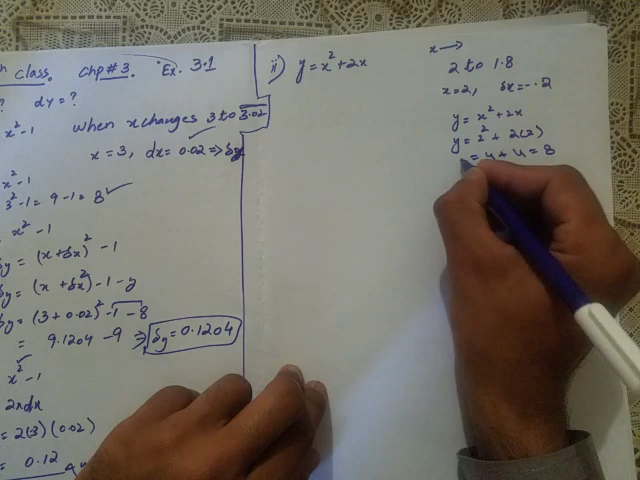 class. Chp #3. Ex. 3.1
? dy=?
x²-1 when x changes 3 to 3.02
x = 3, dx = 0.02 => δy
x²-1
3²-1 = 9-1 = 8 ✓
x²-1
δy = (x+δx)² -1
δy = (x + δx)² -1 - y
δy = (3 + 0.02)² -1 -8
= 9.1204 -9 => δy = 0.1204
x²-1
2xdx
= 2(3)(0.02)
= 0.12
ii) y = x²+2x
x →
2 to 1.8
x=2, δx=-.2
y = x²+2x
y = 2² + 2(2)
= 4 + 4 = 8